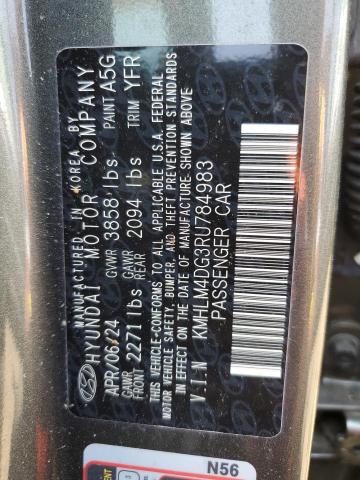 MANUFACTURED IN KOREA BY
HYUNDAI MOTOR COMPANY
APR/06/24 GVWR 3858 lbs PAINT A5G
GAWR FRONT 2271 lbs GAWR REAR 2094 lbs TRIM YFR
THIS VEHICLE CONFORMS TO ALL APPLICABLE U.S.A. FEDERAL
MOTOR VEHICLE SAFETY, BUMPER, AND THEFT PREVENTION STANDARDS
IN EFFECT ON THE DATE OF MANUFACTURE SHOWN ABOVE
V.I.N KMHLM4DG3RU784983
PASSENGER CAR
N56